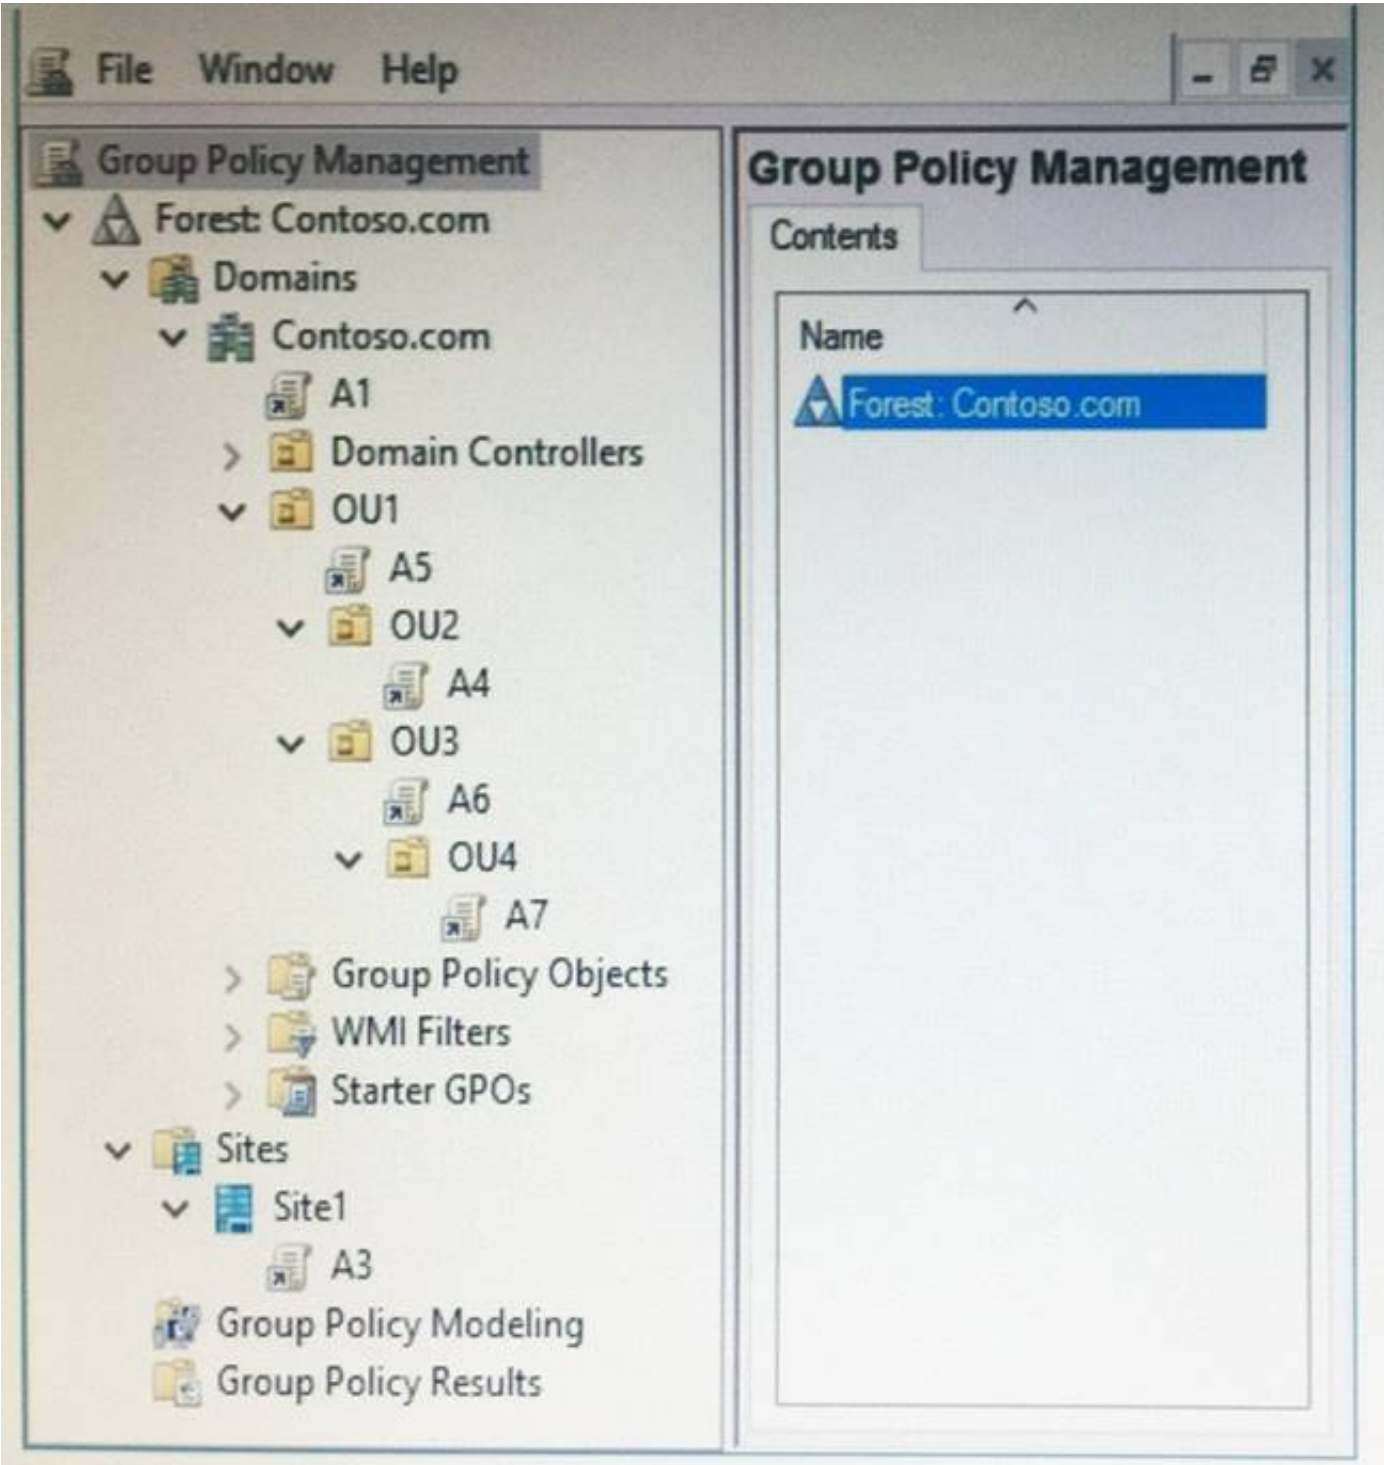 File Window Help
Group Policy Management
Forest: Contoso.com
Domains
Contoso.com
A1
Domain Controllers
OU1
A5
OU2
A4
OU3
A6
OU4
A7
Group Policy Objects
WMI Filters
Starter GPOs
Sites
Site1
A3
Group Policy Modeling
Group Policy Results
Group Policy Management
Contents
Name
Forest: Contoso.com